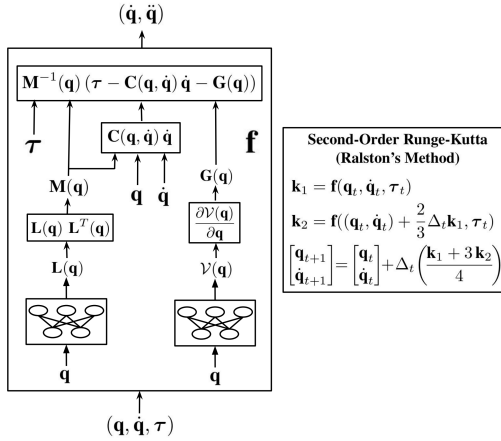 (q̇, q̈)
M⁻¹(q) (τ − C(q, q̇) q̇ − G(q))
τ
C(q, q̇) q̇
f
M(q)
q q̇
G(q)
L(q) Lᵀ(q)
∂𝒱(q)
∂q
L(q)
𝒱(q)
q
q
(q, q̇, τ)
Second-Order Runge-Kutta
(Ralston's Method)
k₁ = f(qₜ, q̇ₜ, τₜ)
k₂ = f((qₜ, q̇ₜ) + 2/3 Δₜk₁, τₜ)
[qₜ₊₁ q̇ₜ₊₁] = [qₜ q̇ₜ] + Δₜ((k₁ + 3 k₂)/4)